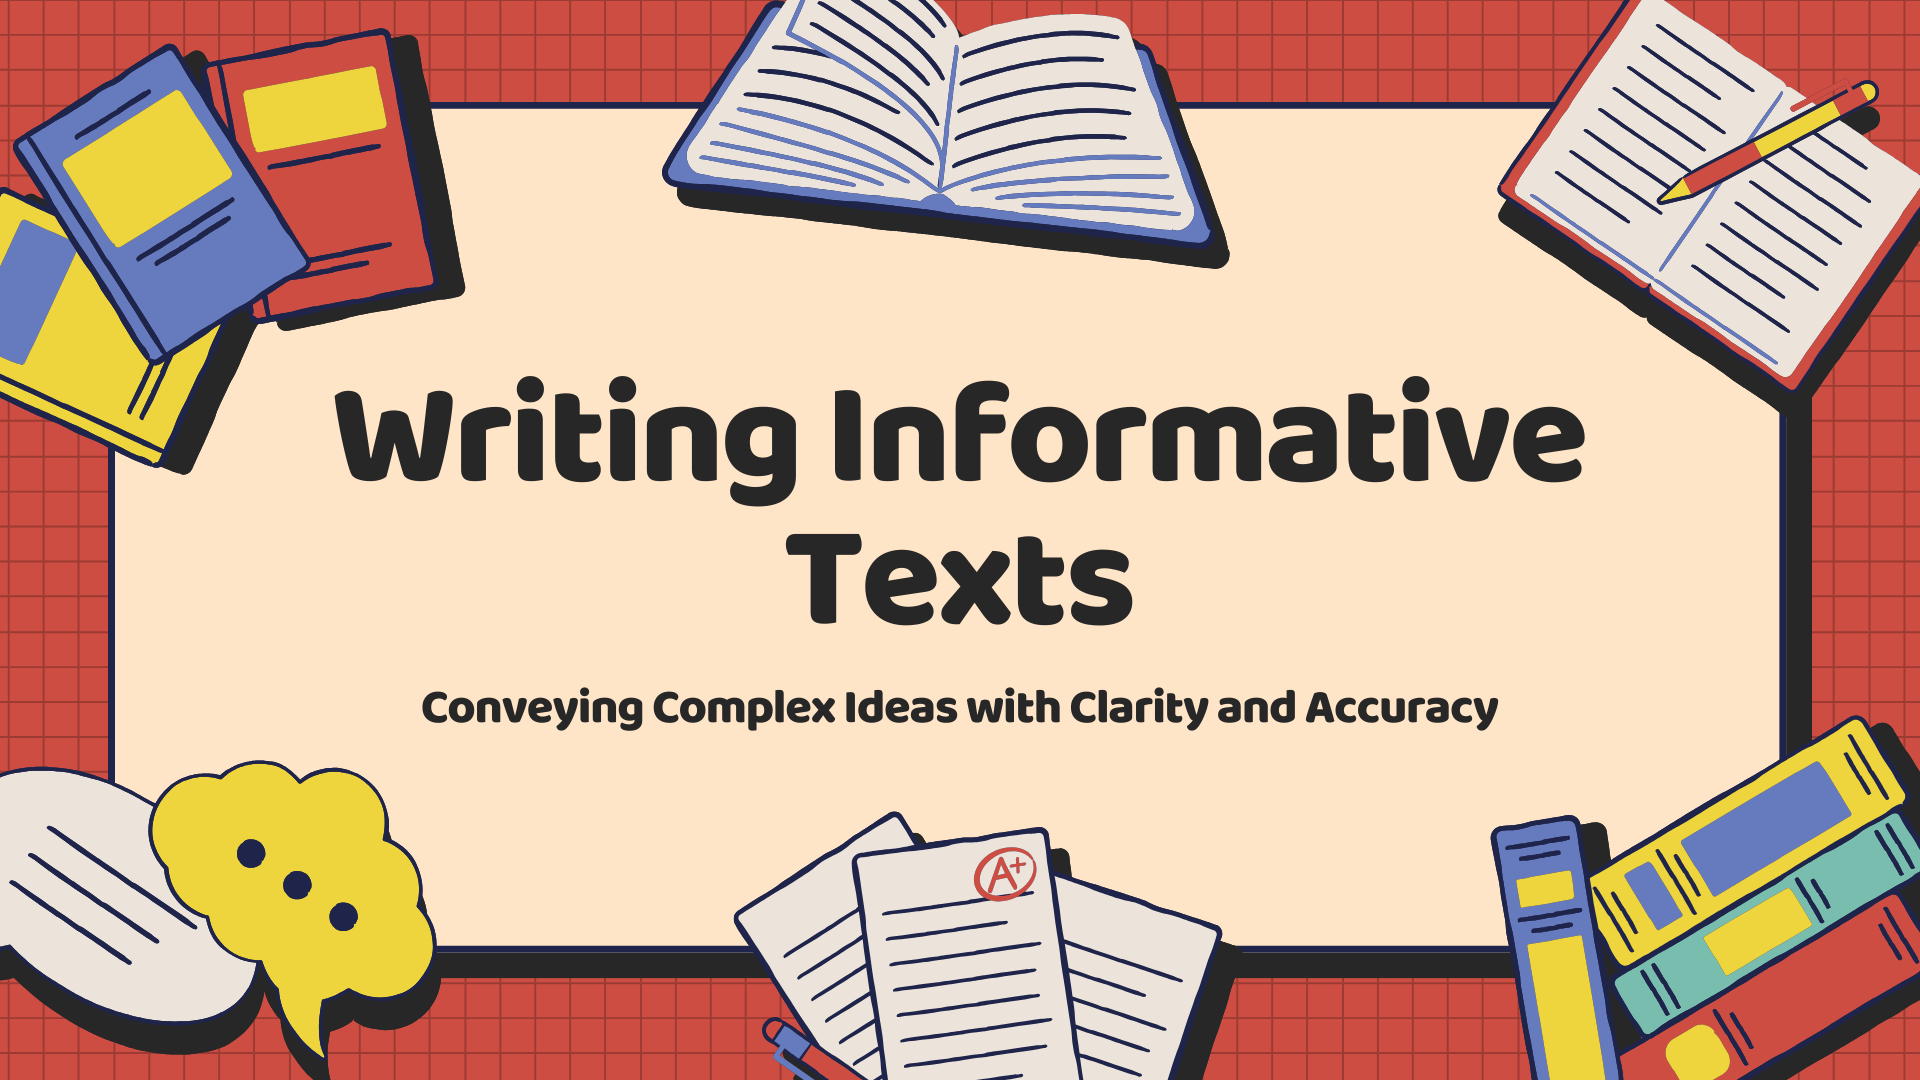 Writing Informative
Texts
Conveying Complex Ideas with Clarity and Accuracy
A+